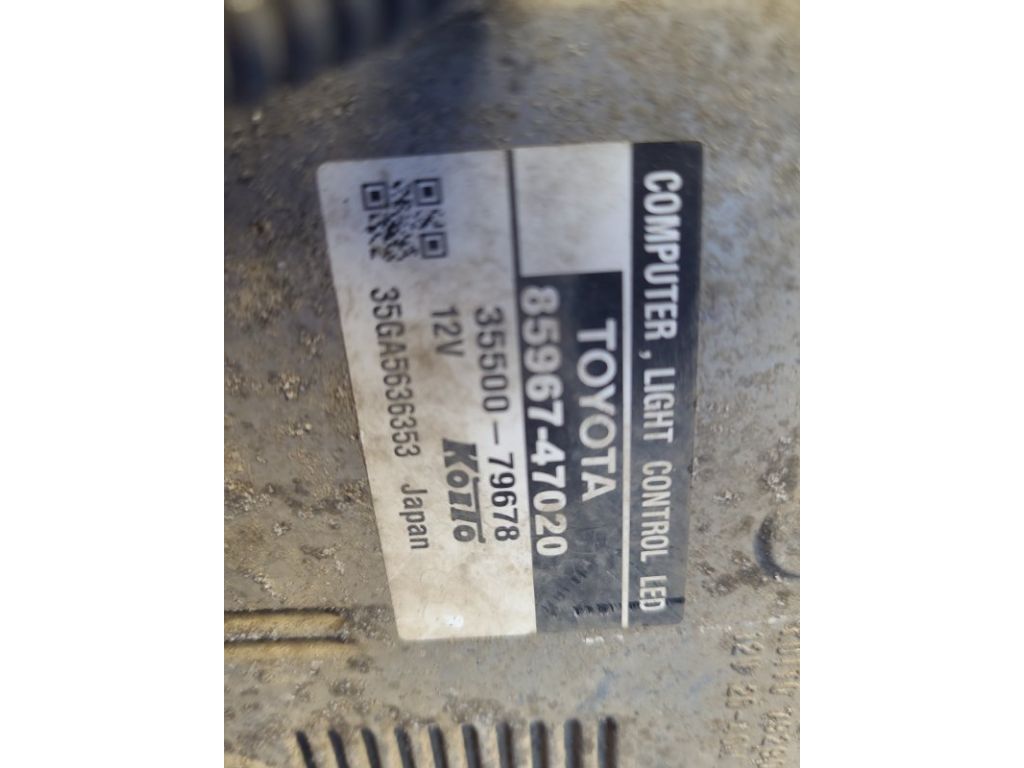 COMPUTER, LIGHT CONTROL LED
TOYOTA
85967-47020
35500-79678
12V KOITO
35GA5636353 Japan